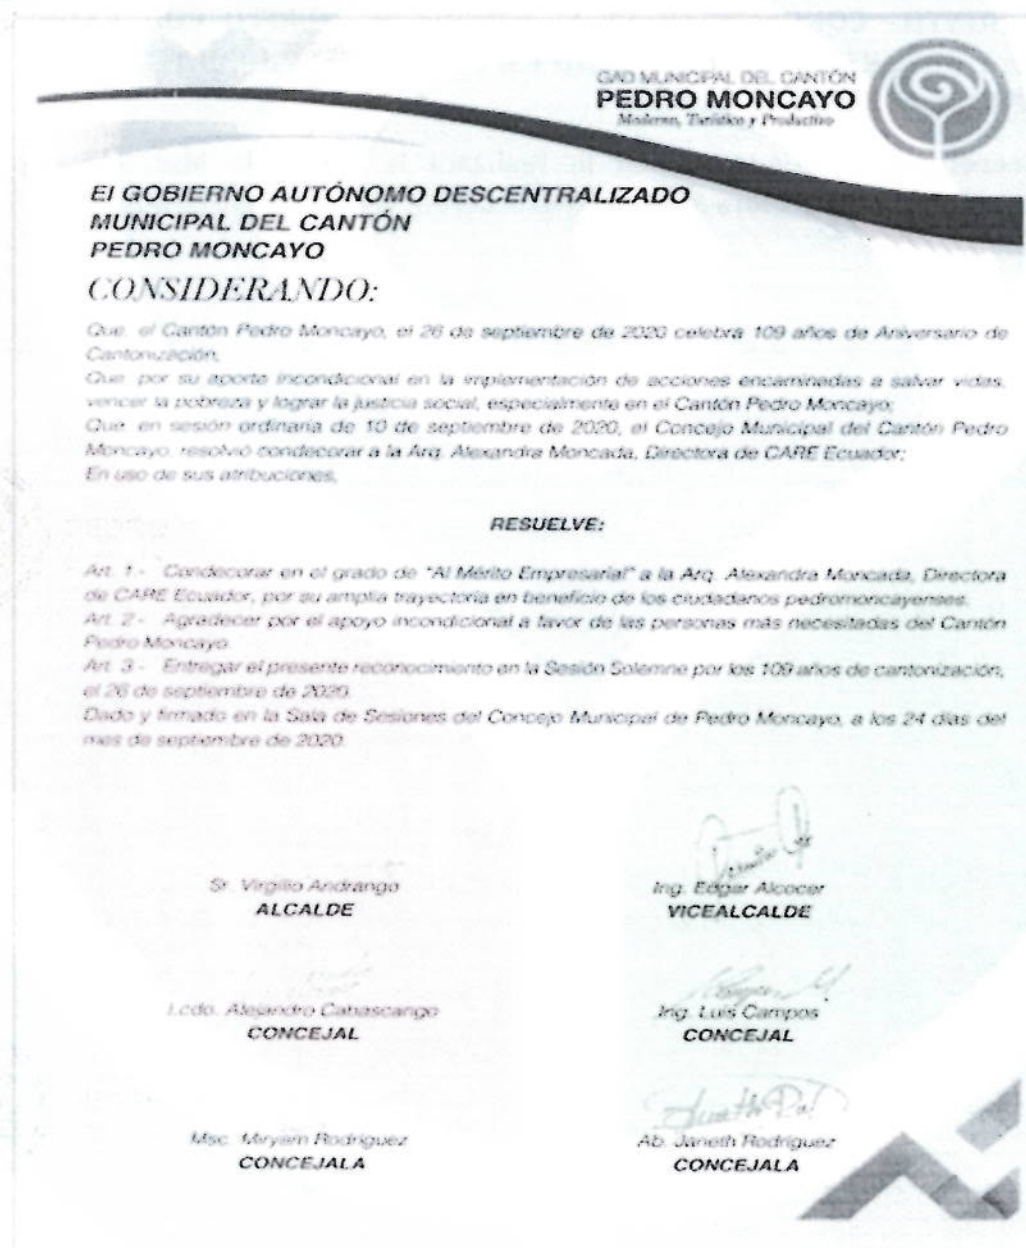 GAD MUNICIPAL DEL CANTÓN
PEDRO MONCAYO
Moderno, Turístico y Productivo
El GOBIERNO AUTÓNOMO DESCENTRALIZADO
MUNICIPAL DEL CANTÓN
PEDRO MONCAYO
CONSIDERANDO:
Que, el Cantón Pedro Moncayo, el 26 de septiembre de 2020 celebra 109 años de Aniversario de
Cantonización,
Que, por su aporte incondicional en la implementación de acciones encaminadas a salvar vidas,
vencer la pobreza y lograr la justicia social, especialmente en el Cantón Pedro Moncayo;
Que, en sesión ordinaria de 10 de septiembre de 2020, el Concejo Municipal del Cantón Pedro
Moncayo, resolvió condecorar a la Arq. Alexandra Moncada, Directora de CARE Ecuador;
En uso de sus atribuciones,
RESUELVE:
Art. 1.- Condecorar en el grado de "Al Mérito Empresarial" a la Arq. Alexandra Moncada, Directora
de CARE Ecuador, por su amplia trayectoria en beneficio de los ciudadanos pedromoncayenses.
Art. 2.- Agradecer por el apoyo incondicional a favor de las personas más necesitadas del Cantón
Pedro Moncayo.
Art. 3.- Entregar el presente reconocimiento en la Sesión Solemne por los 109 años de cantonización,
el 26 de septiembre de 2020.
Dado y firmado en la Sala de Sesiones del Concejo Municipal de Pedro Moncayo, a los 24 días del
mes de septiembre de 2020.
Sr. Virgilio Andrango
ALCALDE
Ing. Edgar Alcocer
VICEALCALDE
Lcdo. Alejandro Cabascango
CONCEJAL
Ing. Luis Campos
CONCEJAL
Msc. Miryam Rodríguez
CONCEJALA
Ab. Janeth Rodríguez
CONCEJALA